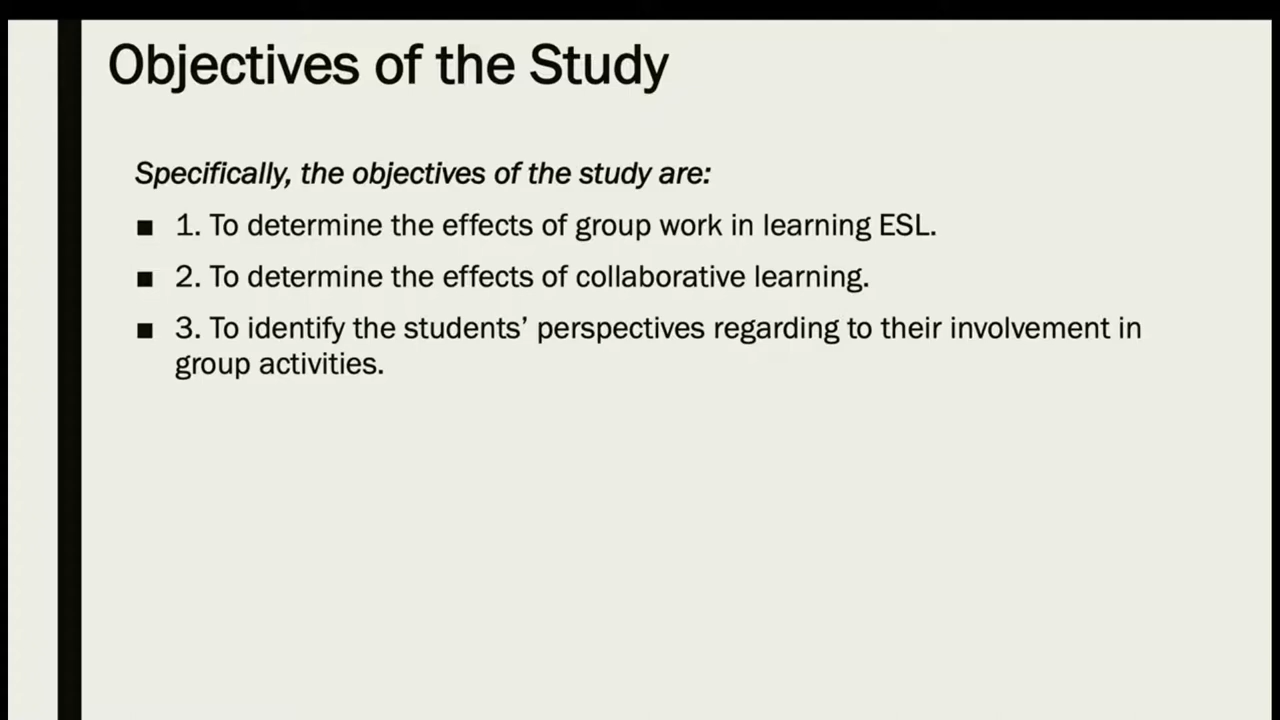 Objectives of the Study
Specifically, the objectives of the study are:
■ 1. To determine the effects of group work in learning ESL.
■ 2. To determine the effects of collaborative learning.
■ 3. To identify the students’ perspectives regarding to their involvement in
group activities.